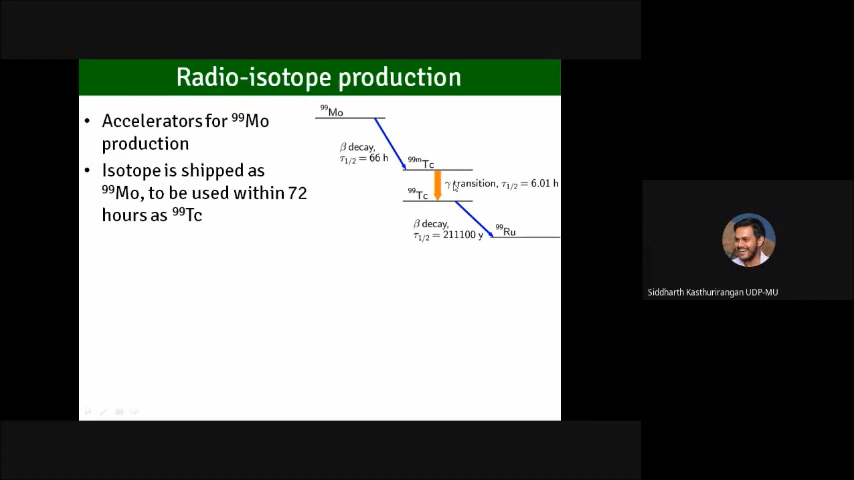 Radio-isotope production
• Accelerators for ⁹⁹Mo
production
• Isotope is shipped as
⁹⁹Mo, to be used within 72
hours as ⁹⁹Tc
⁹⁹Mo
β decay,
τ₁/₂ = 66 h
⁹⁹ᵐTc
γ transition, τ₁/₂ = 6.01 h
⁹⁹Tc
β decay,
τ₁/₂ = 211100 y
⁹⁹Ru
Siddharth Kasthurirangan UDP-MU